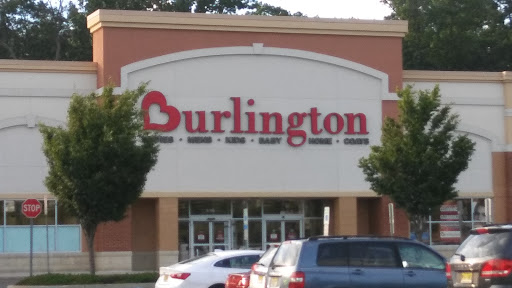 Burlington
MENS • KIDS • BABY • HOME • COATS
STOP